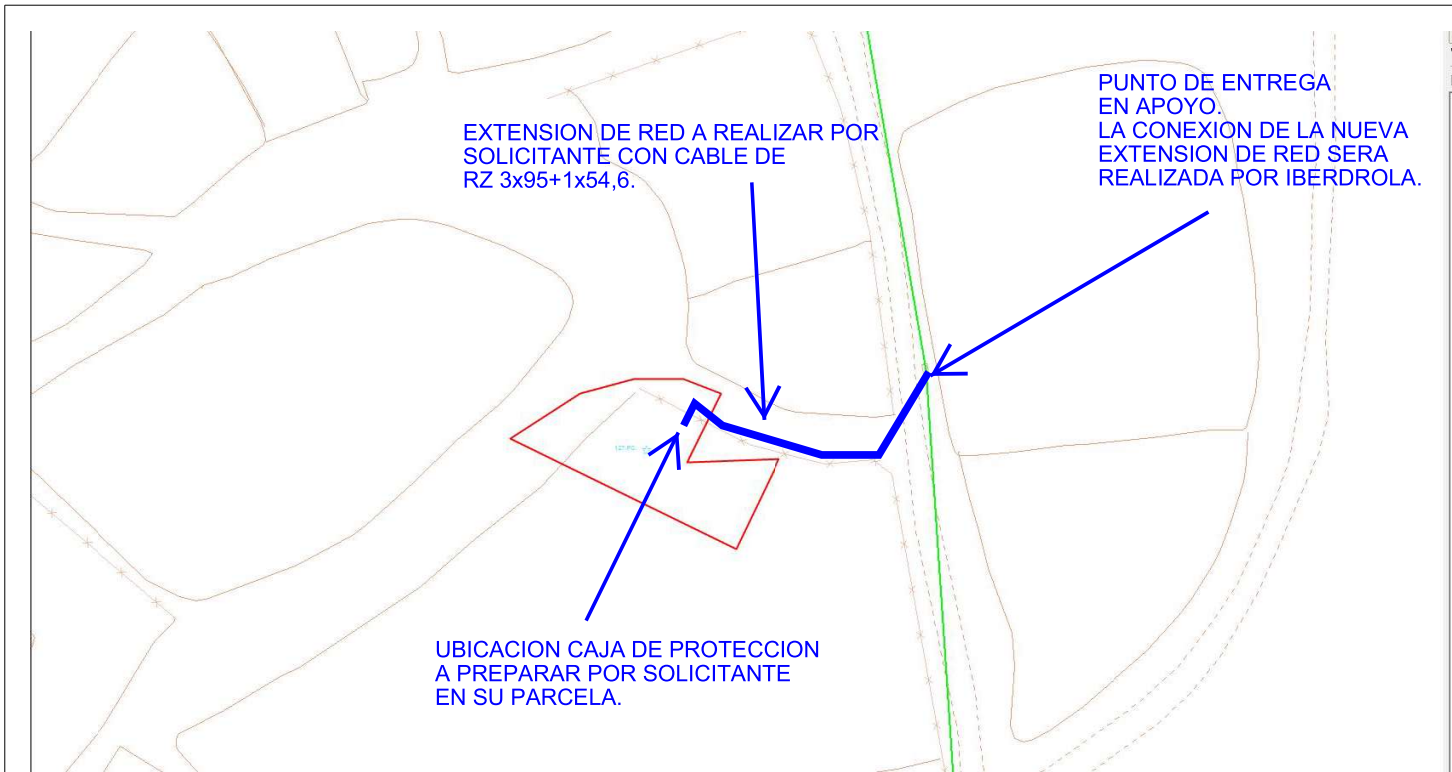 PUNTO DE ENTREGA
EN APOYO.
LA CONEXION DE LA NUEVA
EXTENSION DE RED SERA
REALIZADA POR IBERDROLA.
EXTENSION DE RED A REALIZAR POR
SOLICITANTE CON CABLE DE
RZ 3x95+1x54,6.
UBICACION CAJA DE PROTECCION
A PREPARAR POR SOLICITANTE
EN SU PARCELA.